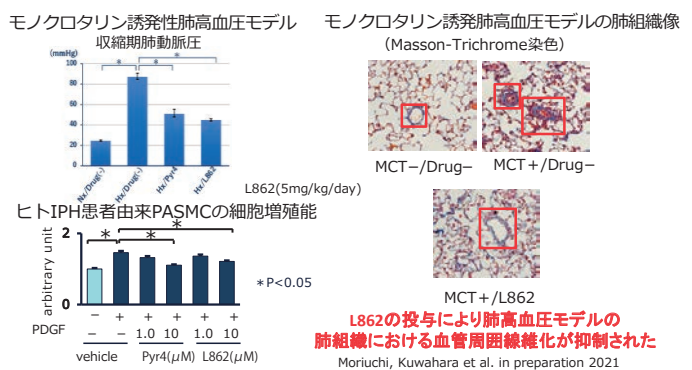 モノクロタリン誘発性肺高血圧モデル
収縮期肺動脈圧
(mmHg)
100
80
60
40
20
0
* * *
Nx/Drug(-)
Hx/Drug(-)
Hx/Pyr4
Hx/L862
L862(5mg/kg/day)
ヒトIPH患者由来PASMCの細胞増殖能
arbitrary unit
2
1
0
* * *
*P<0.05
− + + + + +
PDGF − − 1.0 10 1.0 10
vehicle Pyr4(μM) L862(μM)
モノクロタリン誘発肺高血圧モデルの肺組織像
（Masson-Trichrome染色）
MCT−/Drug− MCT+/Drug−
MCT+/L862
L862の投与により肺高血圧モデルの
肺組織における血管周囲線維化が抑制された
Moriuchi, Kuwahara et al. in preparation 2021